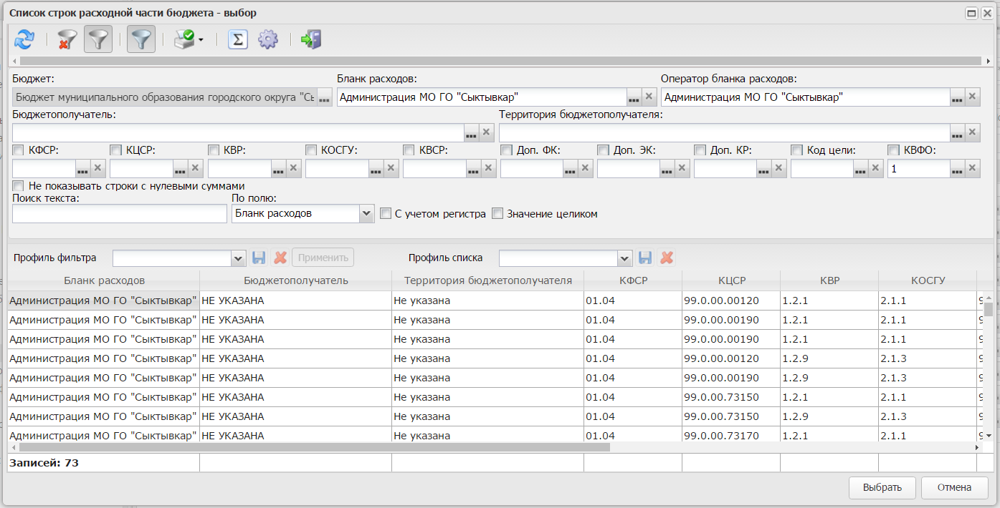 Список строк расходной части бюджета - выбор
Бюджет: Бланк расходов: Оператор бланка расходов:
Бюджет муниципального образования городского округа "Сы ... Администрация МО ГО "Сыктывкар" ... Администрация МО ГО "Сыктывкар" ...
Бюджетополучатель: Территория бюджетополучателя:
... ...
КФСР: КЦСР: КВР: КОСГУ: КВСР: Доп. ФК: Доп. ЭК: Доп. КР: Код цели: КВФО:
... ... ... ... ... ... ... ... ... 1 ...
Не показывать строки с нулевыми суммами
Поиск текста: По полю:
Бланк расходов С учетом регистра Значение целиком
Профиль фильтра Применить Профиль списка
Бланк расходов Бюджетополучатель Территория бюджетополучателя КФСР КЦСР КВР КОСГУ
Администрация МО ГО "Сыктывкар" НЕ УКАЗАНА Не указана 01.04 99.0.00.00120 1.2.1 2.1.1 9
Администрация МО ГО "Сыктывкар" НЕ УКАЗАНА Не указана 01.04 99.0.00.00190 1.2.1 2.1.1 9
Администрация МО ГО "Сыктывкар" НЕ УКАЗАНА Не указана 01.04 99.0.00.00190 1.2.1 2.1.1 9
Администрация МО ГО "Сыктывкар" НЕ УКАЗАНА Не указана 01.04 99.0.00.00120 1.2.9 2.1.3 9
Администрация МО ГО "Сыктывкар" НЕ УКАЗАНА Не указана 01.04 99.0.00.00190 1.2.9 2.1.3 9
Администрация МО ГО "Сыктывкар" НЕ УКАЗАНА Не указана 01.04 99.0.00.73150 1.2.1 2.1.1 9
Администрация МО ГО "Сыктывкар" НЕ УКАЗАНА Не указана 01.04 99.0.00.73150 1.2.9 2.1.3 9
Администрация МО ГО "Сыктывкар" НЕ УКАЗАНА Не указана 01.04 99.0.00.73170 1.2.1 2.1.1 9
Записей: 73
Выбрать Отмена